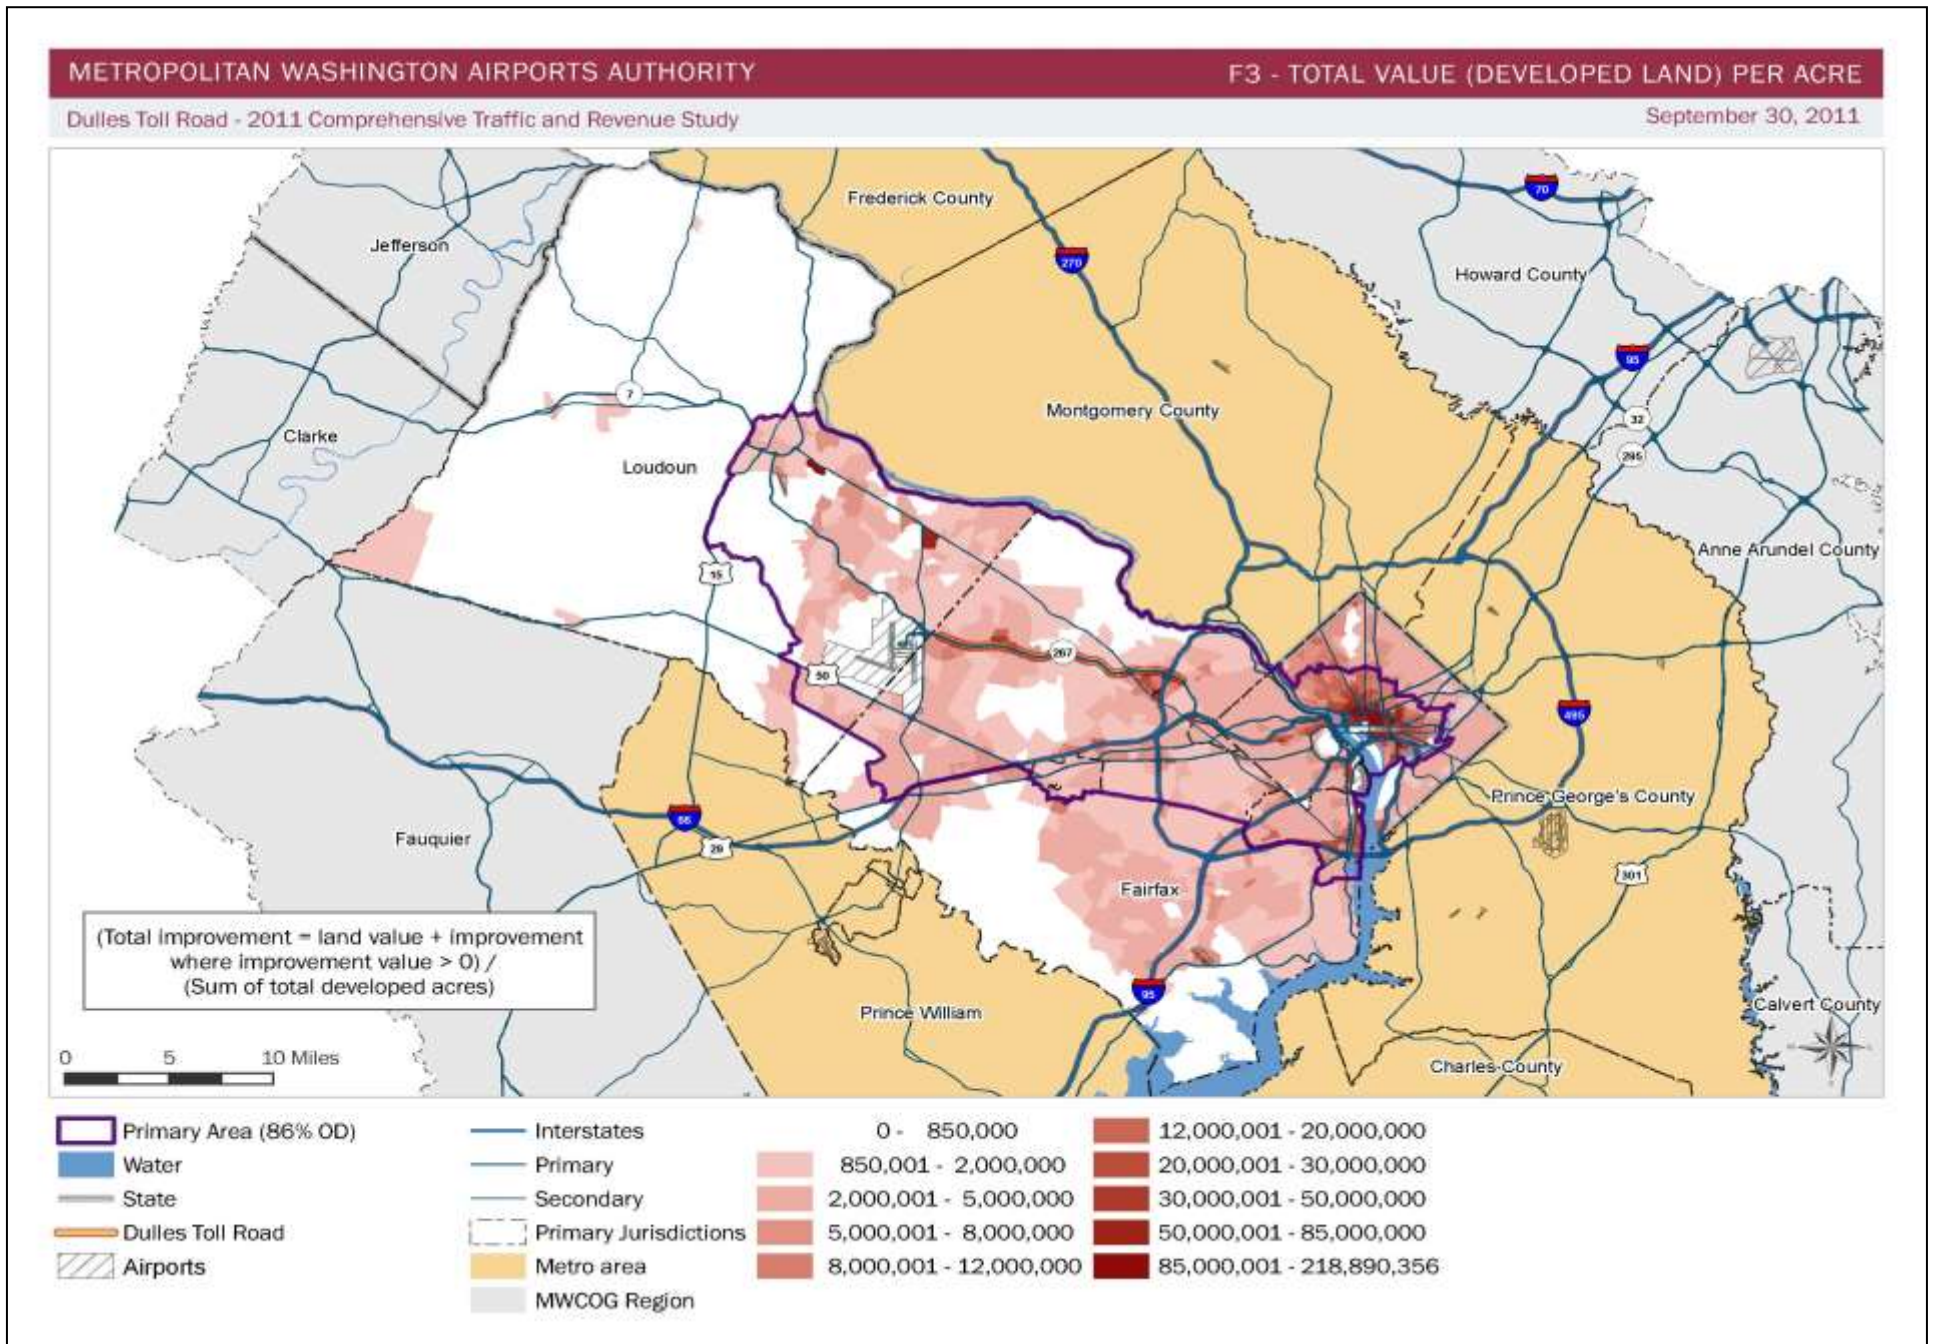 METROPOLITAN WASHINGTON AIRPORTS AUTHORITY
F3 - TOTAL VALUE (DEVELOPED LAND) PER ACRE
Dulles Toll Road - 2011 Comprehensive Traffic and Revenue Study
September 30, 2011
Frederick County
70
Jefferson
270
Howard County
95
7
Montgomery County
32
Clarke
295
Loudoun
Anne Arundel County
15
267
50
495
Prince George's County
66
Fauquier
29
301
Fairfax
(Total improvement = land value + improvement
where improvement value > 0) /
(Sum of total developed acres)
95
Prince William
Calvert County
0 5 10 Miles
Charles County
Primary Area (86% OD)
Water
State
Dulles Toll Road
Airports
Interstates
Primary
Secondary
Primary Jurisdictions
Metro area
MWCOG Region
0 - 850,000
850,001 - 2,000,000
2,000,001 - 5,000,000
5,000,001 - 8,000,000
8,000,001 - 12,000,000
12,000,001 - 20,000,000
20,000,001 - 30,000,000
30,000,001 - 50,000,000
50,000,001 - 85,000,000
85,000,001 - 218,890,356